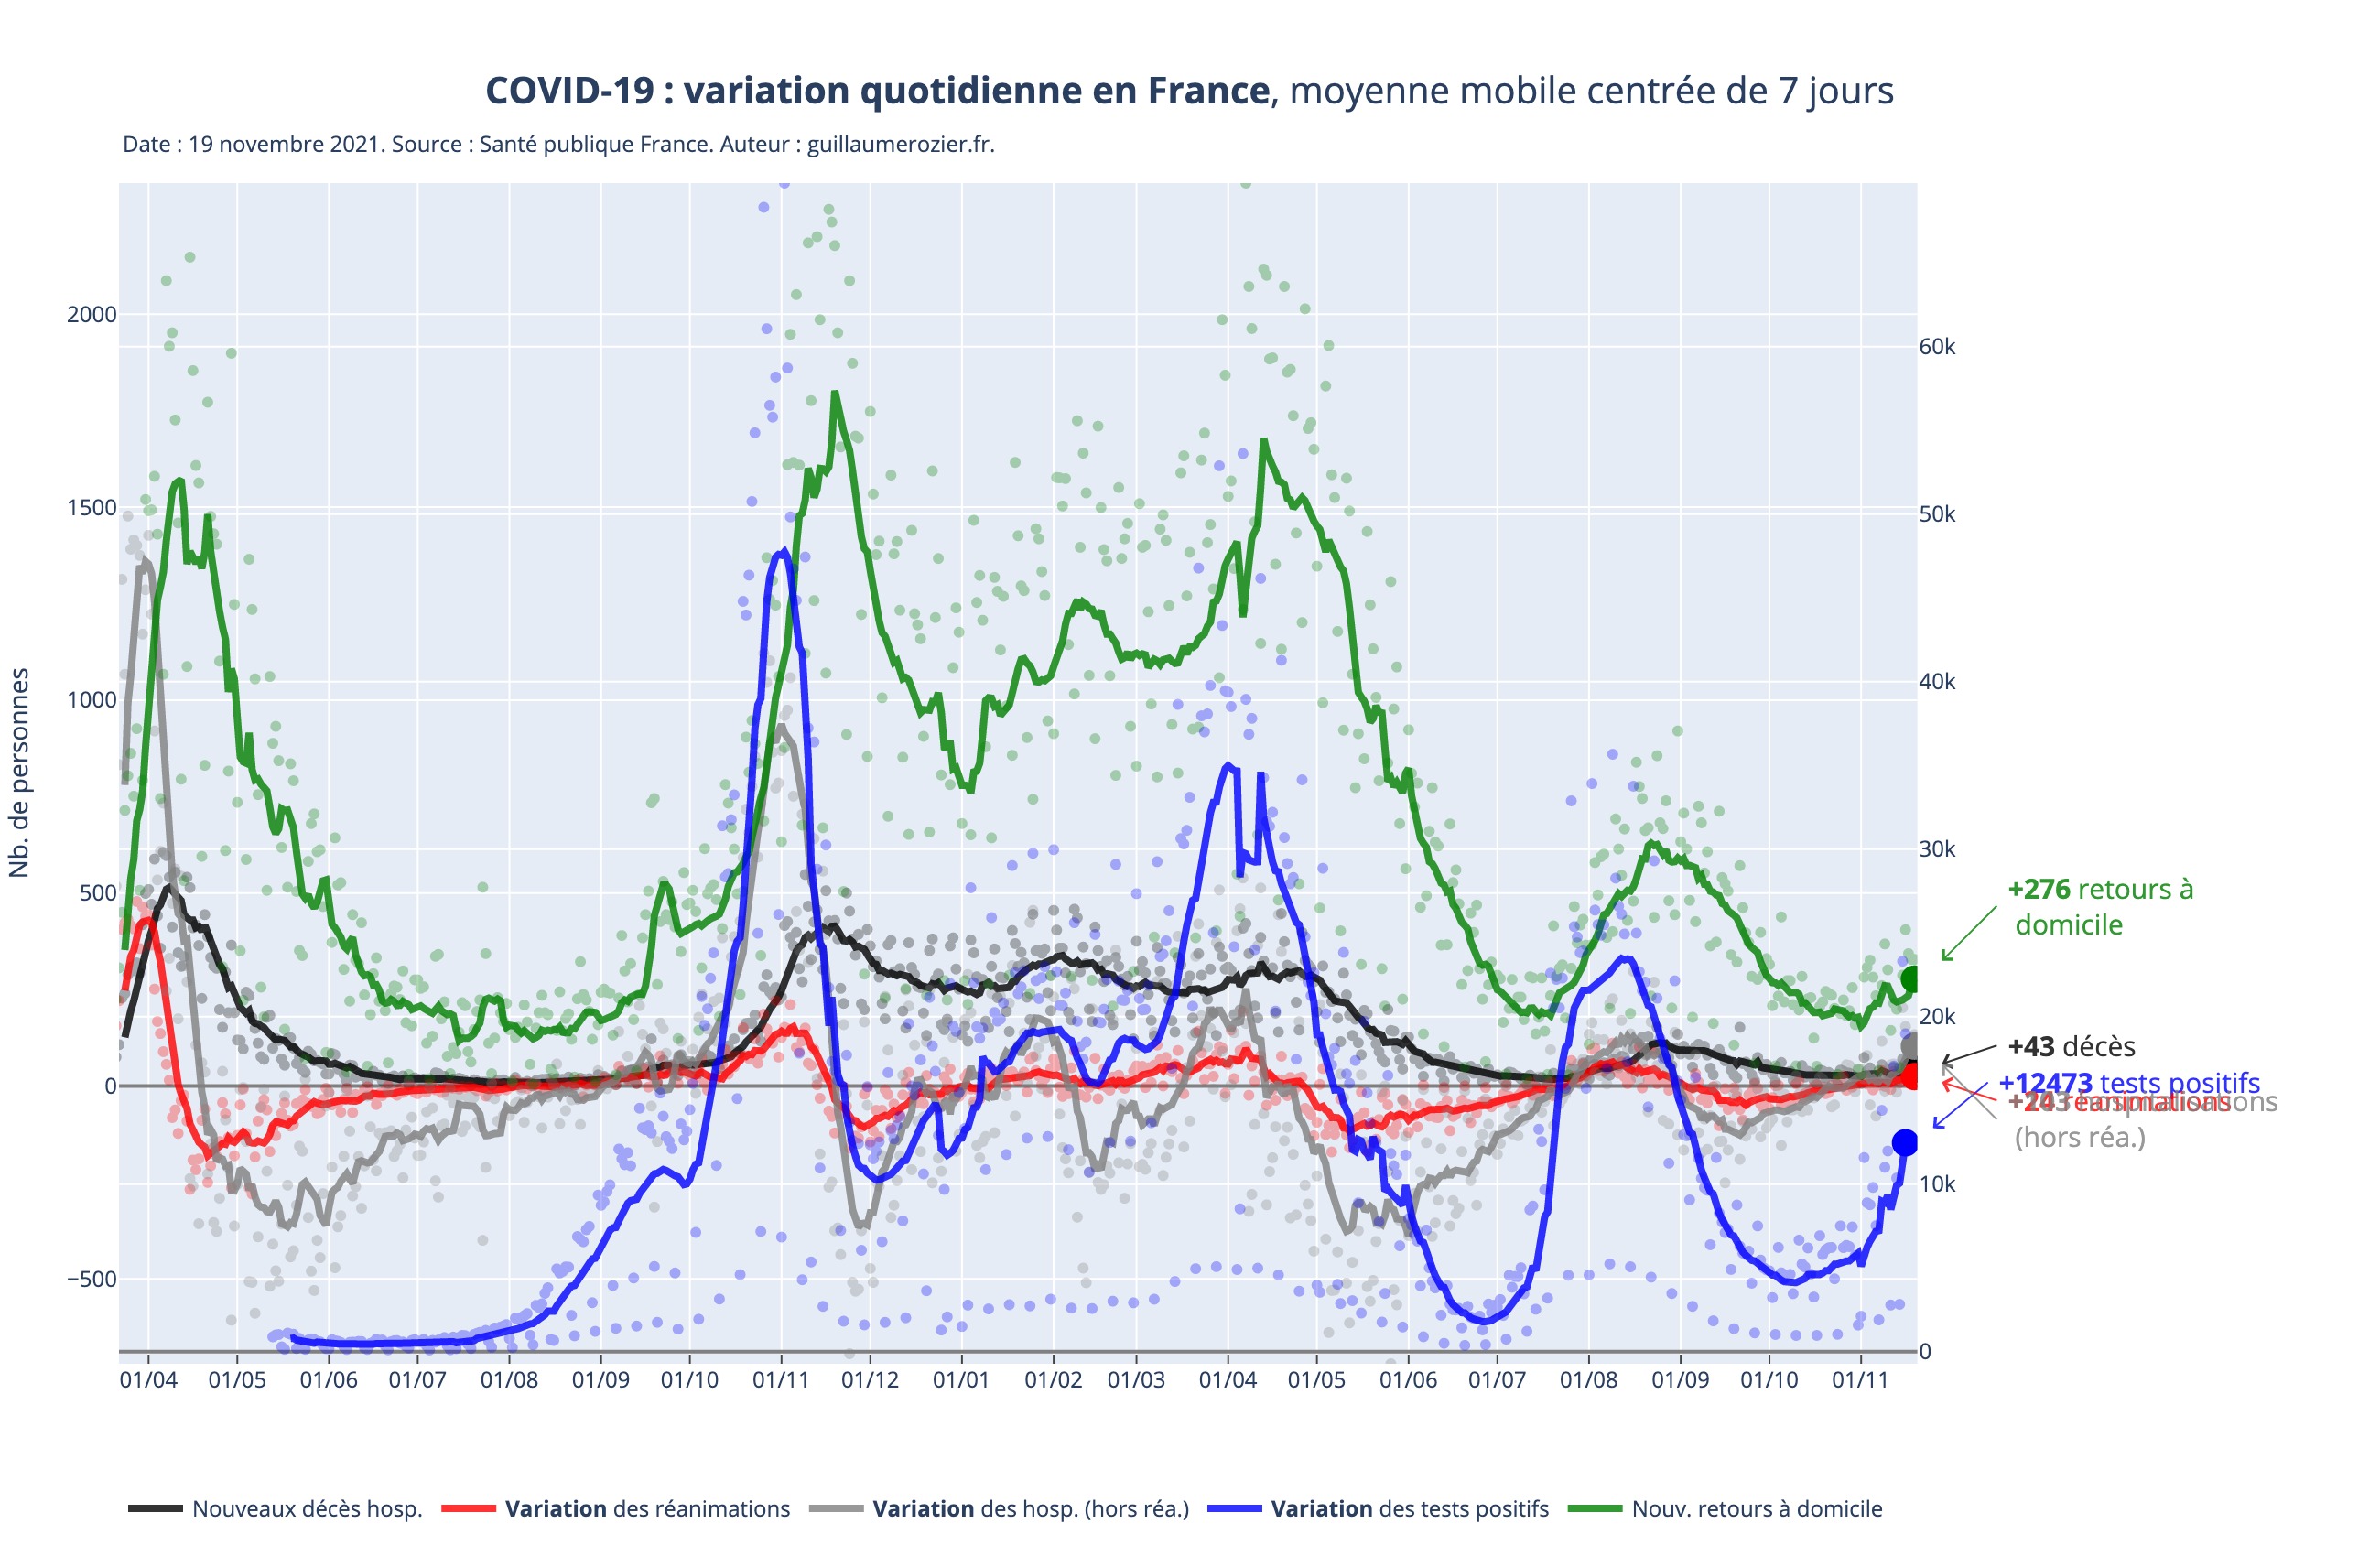 COVID-19 : variation quotidienne en France, moyenne mobile centrée de 7 jours
Date : 19 novembre 2021. Source : Santé publique France. Auteur : guillaumerozier.fr.
Nb. de personnes
2000
1500
1000
500
0
−500
60k
50k
40k
30k
20k
10k
0
+276 retours à
domicile
+43 décès
+12473 tests positifs
(hors réa.)
01/04 01/05 01/06 01/07 01/08 01/09 01/10 01/11 01/12 01/01 01/02 01/03 01/04 01/05 01/06 01/07 01/08 01/09 01/10 01/11
Nouveaux décès hosp. Variation des réanimations Variation des hosp. (hors réa.) Variation des tests positifs Nouv. retours à domicile